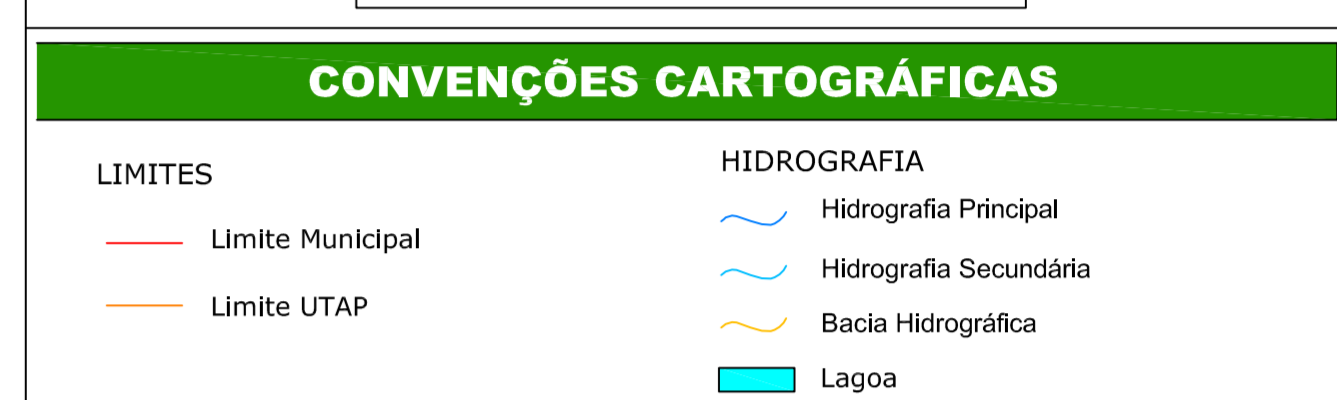 CONVENÇÕES CARTOGRÁFICAS
LIMITES
Limite Municipal
Limite UTAP
HIDROGRAFIA
Hidrografia Principal
Hidrografia Secundária
Bacia Hidrográfica
Lagoa